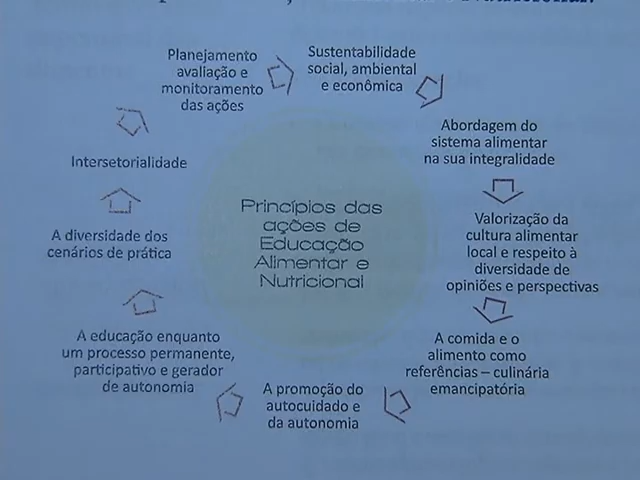 Planejamento
avaliação e
monitoramento
das ações
Sustentabilidade
social, ambiental
e econômica
Abordagem do
sistema alimentar
na sua integralidade
Valorização da
cultura alimentar
local e respeito à
diversidade de
opiniões e perspectivas
A comida e o
alimento como
referências – culinária
emancipatória
A promoção do
autocuidado e
da autonomia
A educação enquanto
um processo permanente,
participativo e gerador
de autonomia
A diversidade dos
cenários de prática
Intersetorialidade
Princípios das
ações de
Educação
Alimentar e
Nutricional